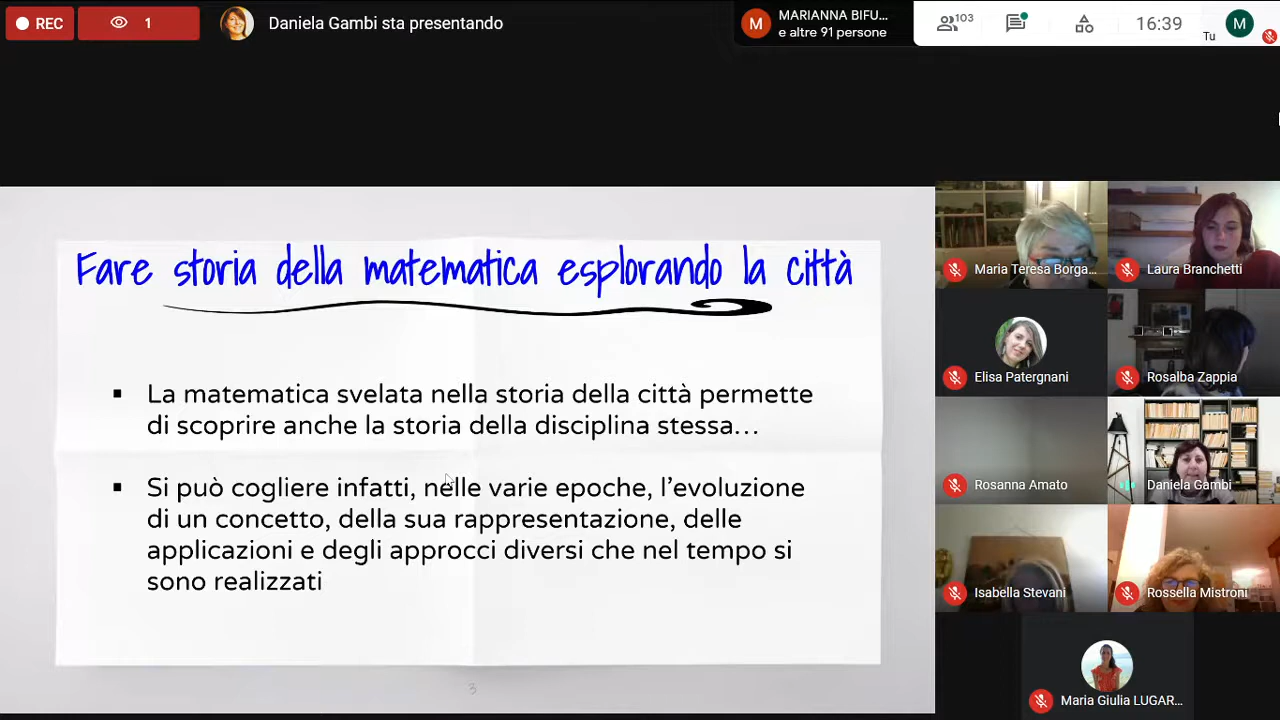 REC
1
Daniela Gambi sta presentando
M
MARIANNA BIFU...
e altre 91 persone
103
16:39
Tu
M
Fare storia della matematica esplorando la città
▪ La matematica svelata nella storia della città permette
di scoprire anche la storia della disciplina stessa...
▪ Si può cogliere infatti, nelle varie epoche, l'evoluzione
di un concetto, della sua rappresentazione, delle
applicazioni e degli approcci diversi che nel tempo si
sono realizzati
3
Maria Teresa Borga...
Laura Branchetti
Elisa Patergnani
Rosalba Zappia
Rosanna Amato
Daniela Gambi
Isabella Stevani
Rossella Mistroni
Maria Giulia LUGAR...